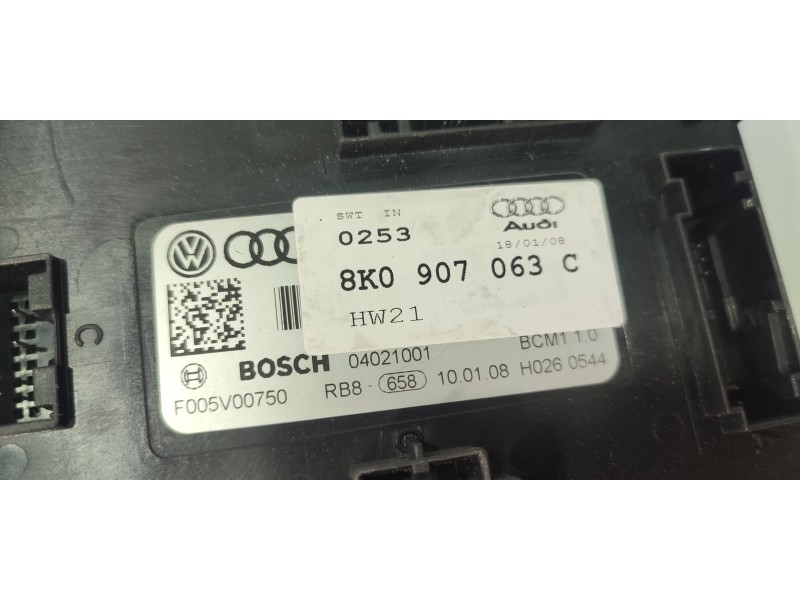 . SWT IN
0253
Audi
18/01/08
8K0 907 063 C
HW21
BOSCH 04021001 BCM1 1.0
F005V00750 RB8-658 10.01.08 H026 0544
C